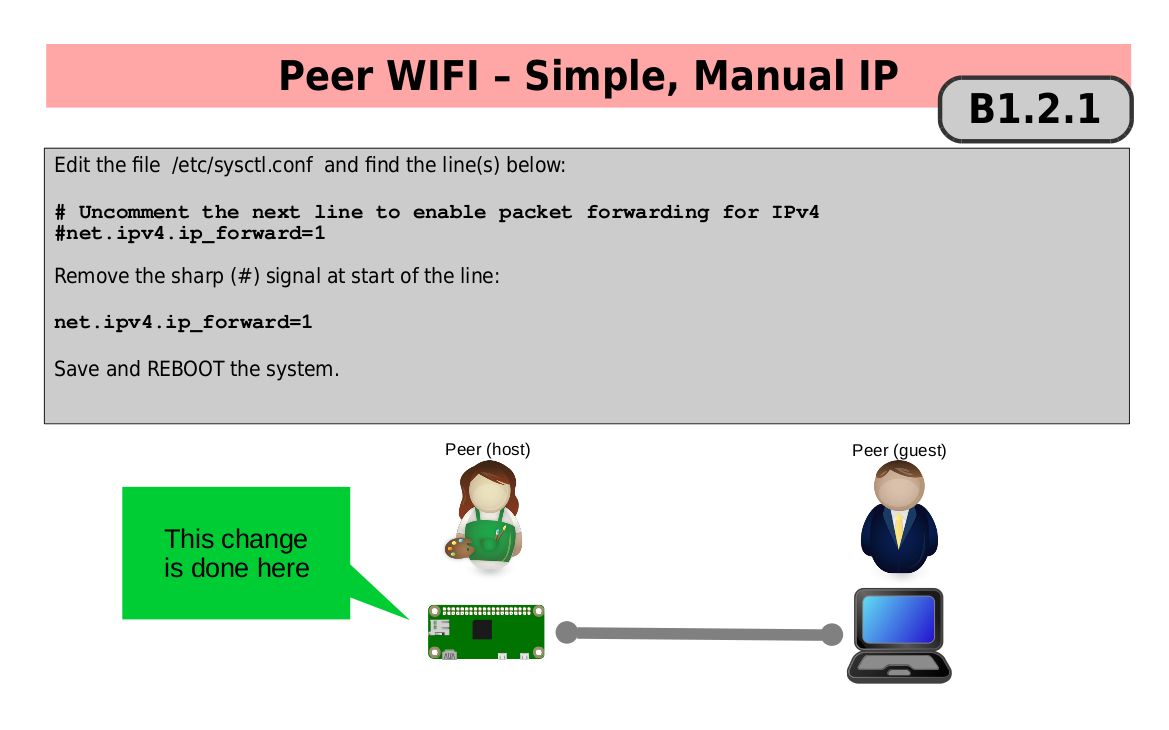 Peer WIFI – Simple, Manual IP
B1.2.1
Edit the file  /etc/sysctl.conf  and find the line(s) below:
# Uncomment the next line to enable packet forwarding for IPv4
#net.ipv4.ip_forward=1
Remove the sharp (#) signal at start of the line:
net.ipv4.ip_forward=1
Save and REBOOT the system.
Peer (host)
Peer (guest)
This change
is done here